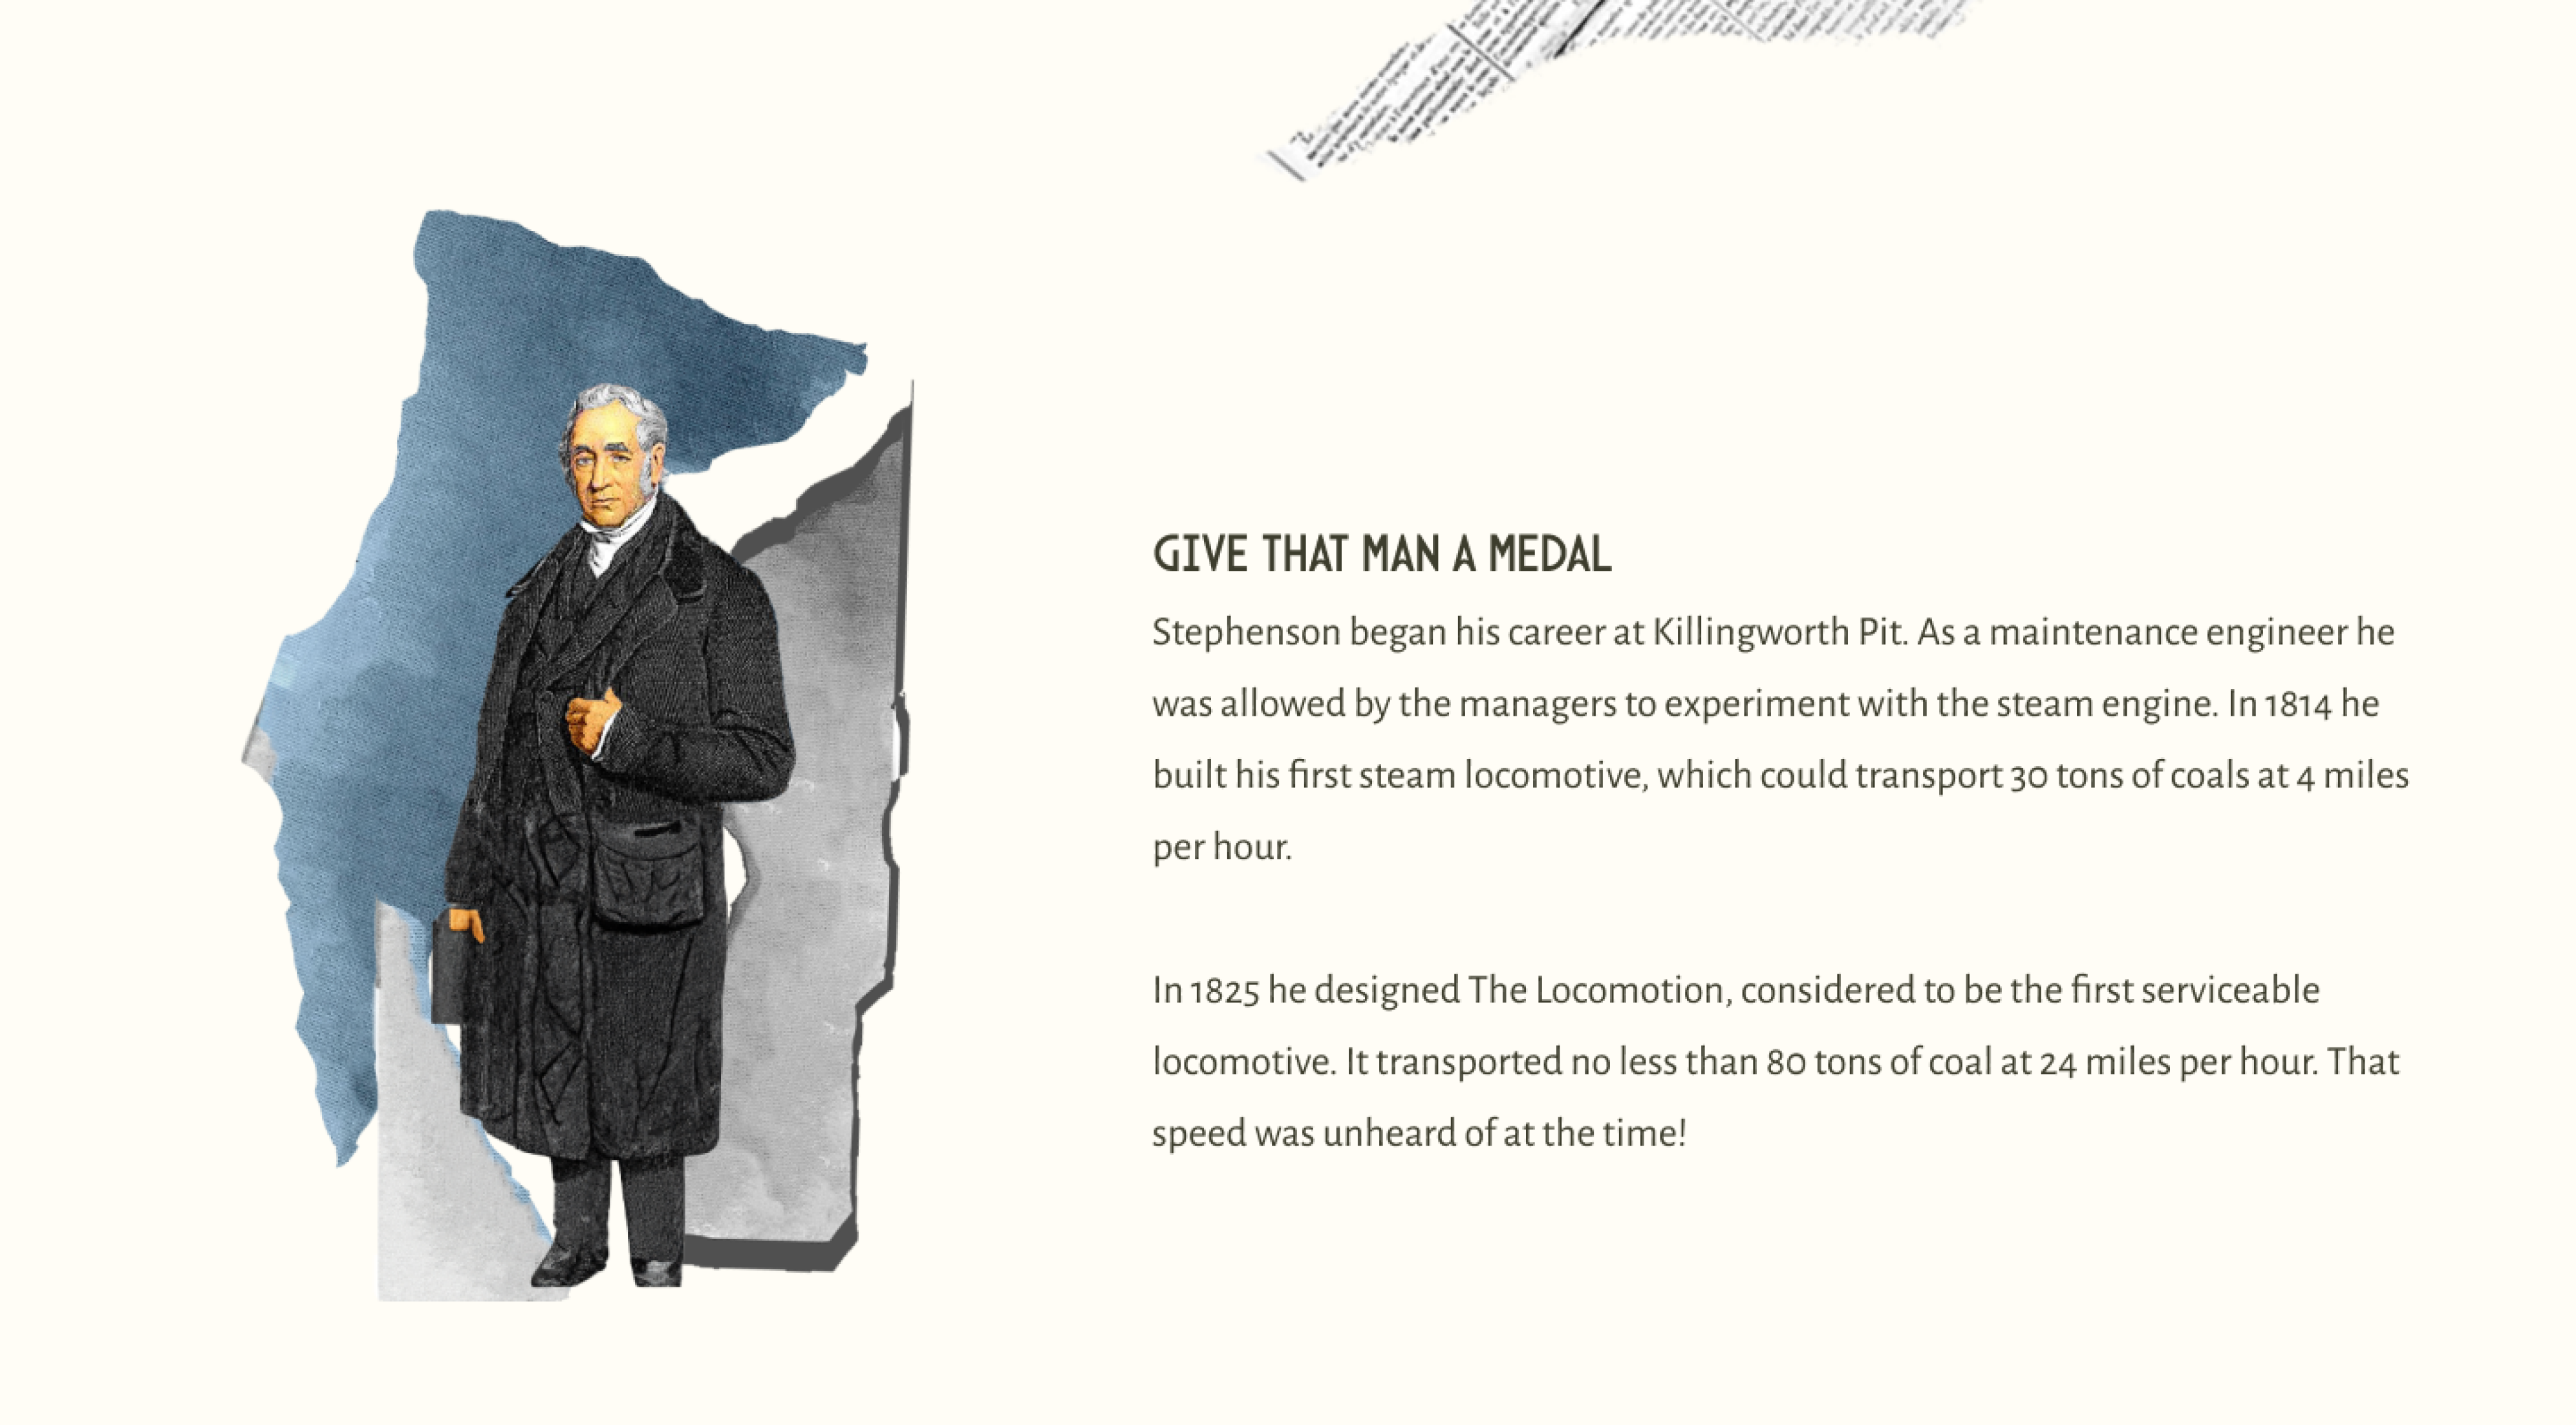 GIVE THAT MAN A MEDAL
Stephenson began his career at Killingworth Pit. As a maintenance engineer he
was allowed by the managers to experiment with the steam engine. In 1814 he
built his first steam locomotive, which could transport 30 tons of coals at 4 miles
per hour.
In 1825 he designed The Locomotion, considered to be the first serviceable
locomotive. It transported no less than 80 tons of coal at 24 miles per hour. That
speed was unheard of at the time!